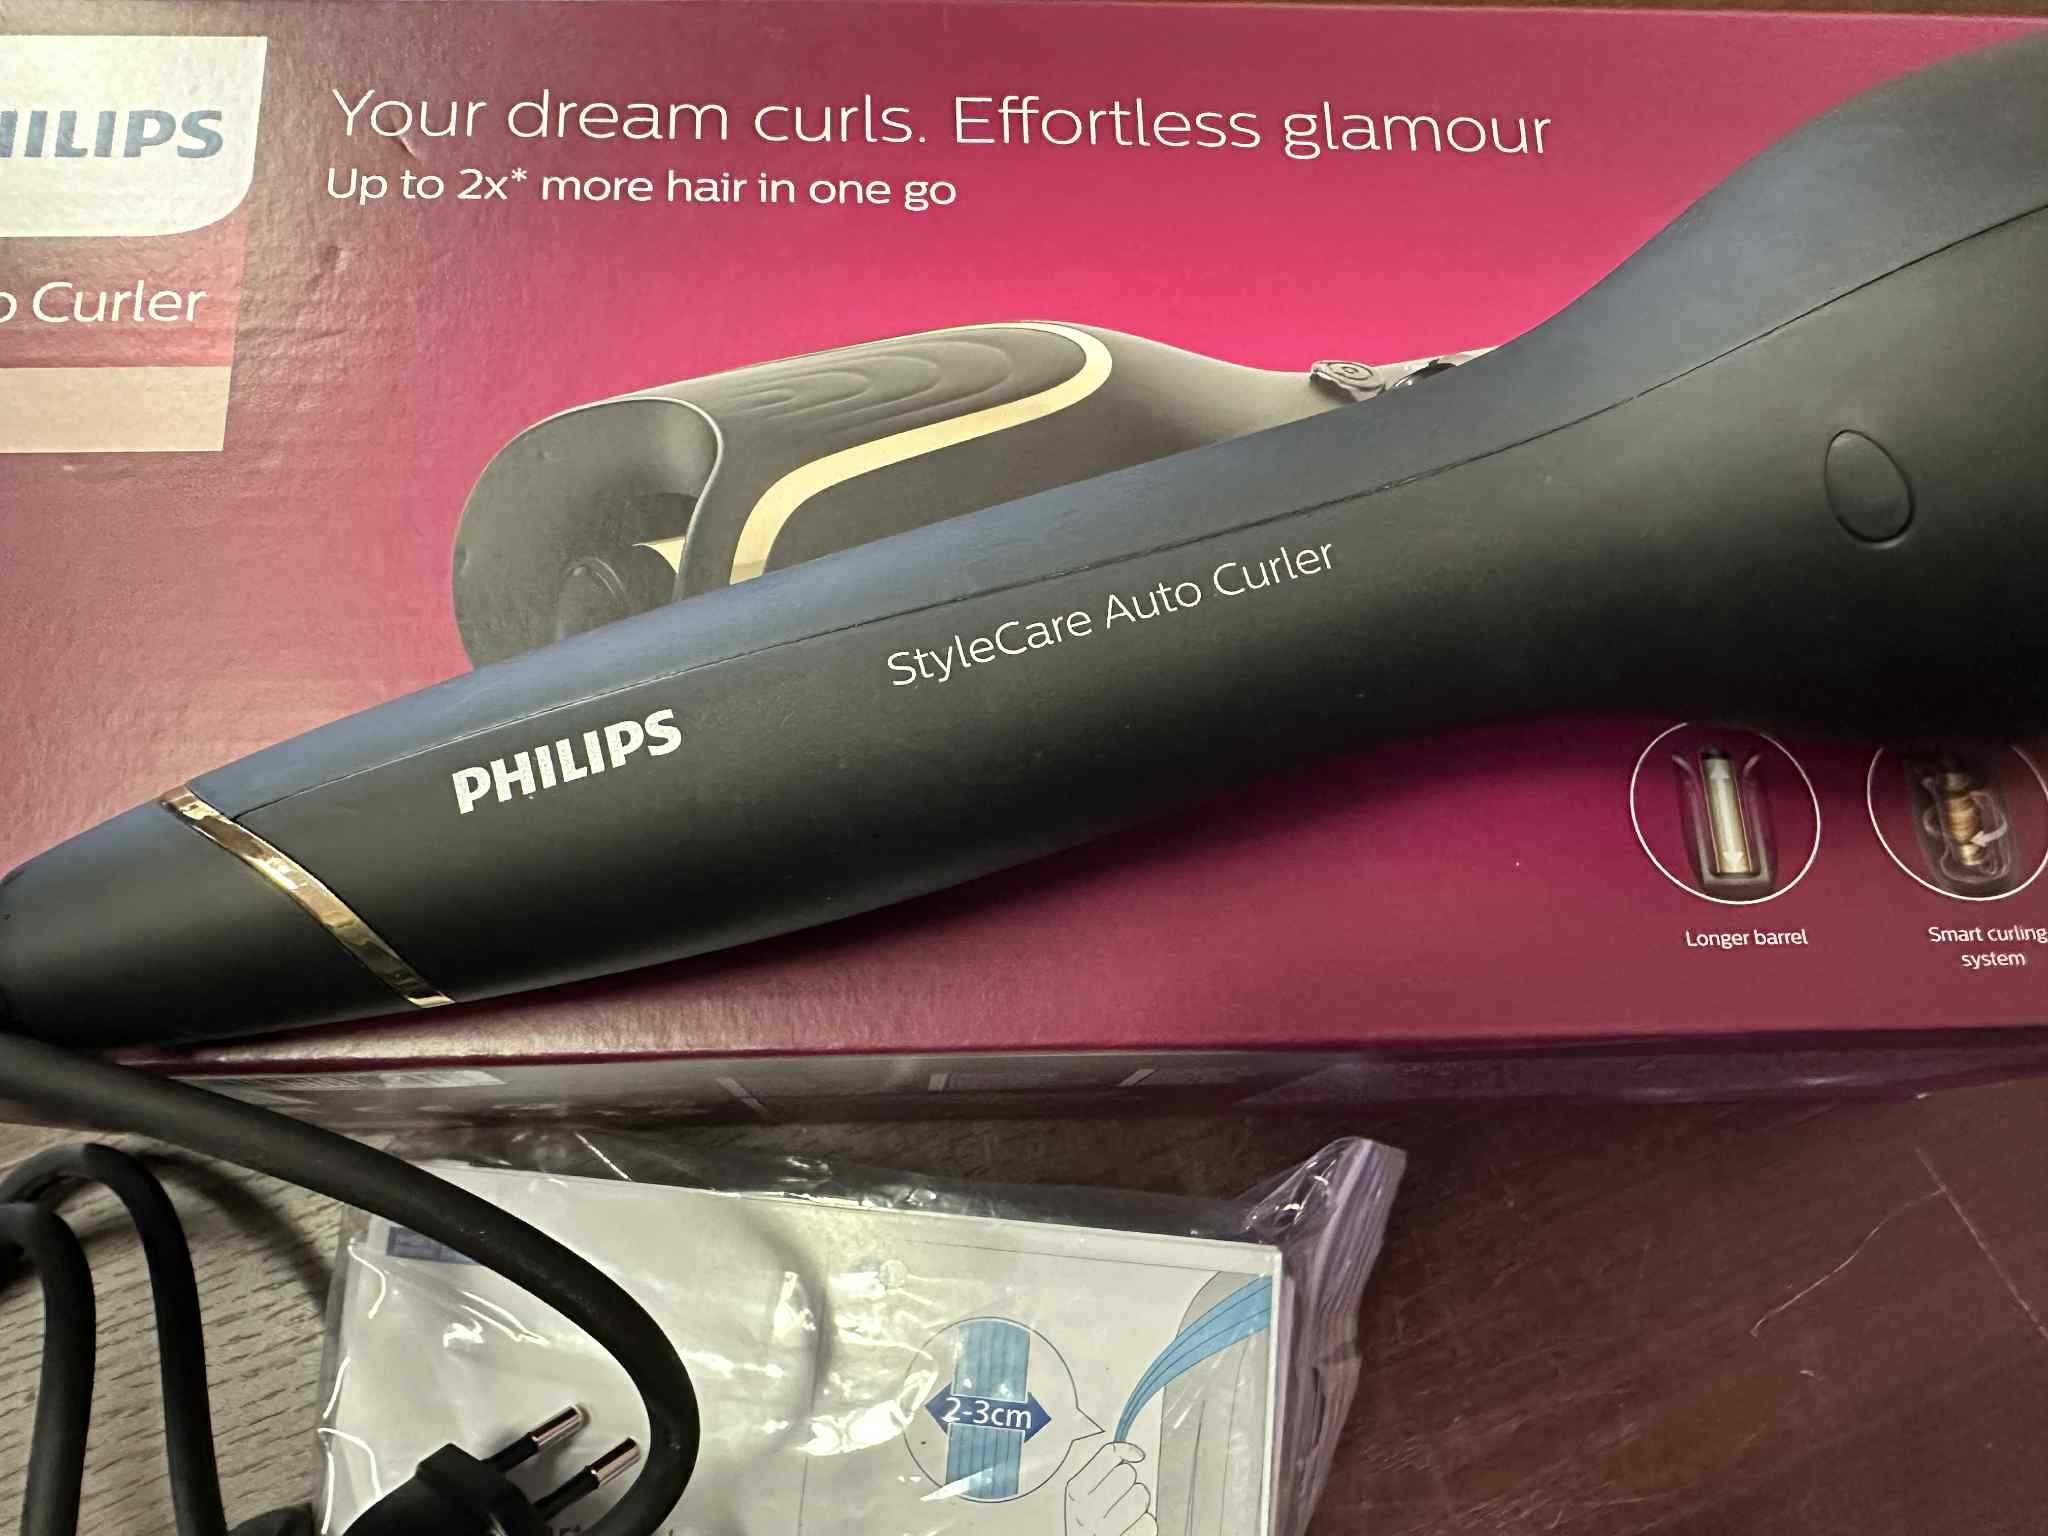 HILIPS
Your dream curls. Effortless glamour
Up to 2x* more hair in one go
Curler
StyleCare Auto Curler
PHILIPS
Longer barrel
Smart curling
system
2-3cm